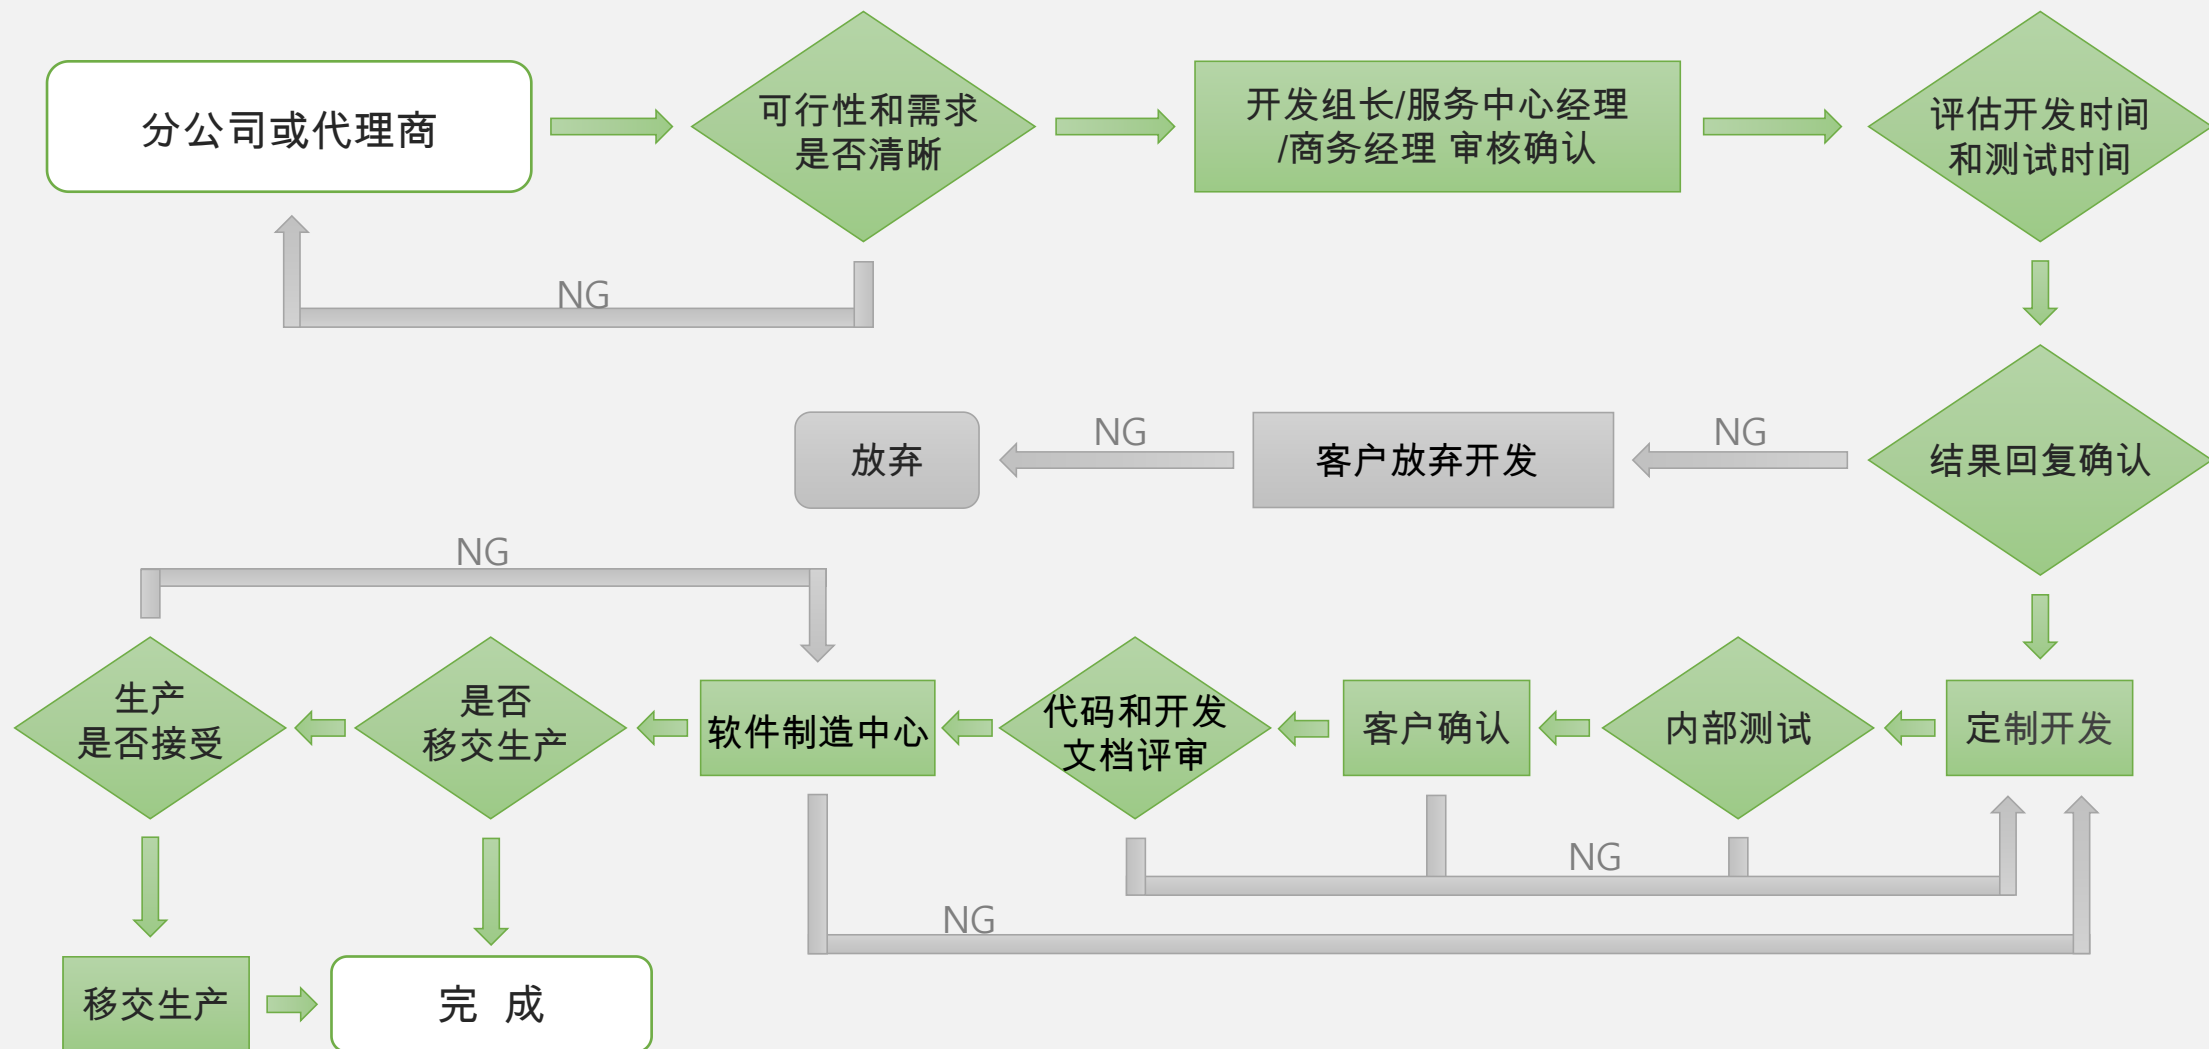 分公司或代理商
可行性和需求
是否清晰
开发组长/服务中心经理
/商务经理 审核确认
评估开发时间
和测试时间
NG
放弃
NG
客户放弃开发
NG
结果回复确认
NG
生产
是否接受
是否
移交生产
软件制造中心
代码和开发
文档评审
客户确认
内部测试
定制开发
NG
NG
移交生产
完 成